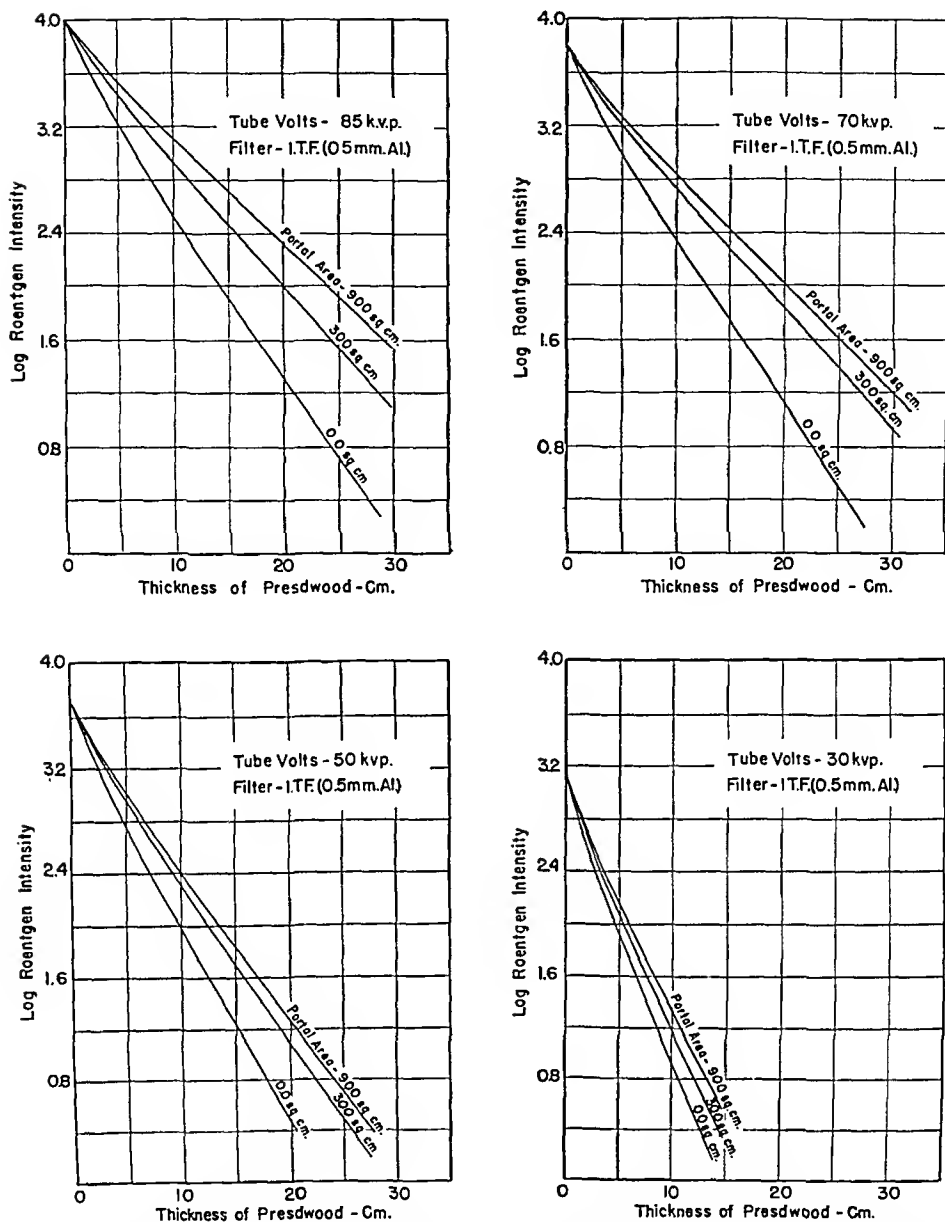 4.0
3.2
2.4
1.6
0.8
0
10
20
30
Log Roentgen Intensity
Thickness of Presdwood - Cm.
Tube Volts - 85 k.v.p.
Filter - I.T.F. (0.5 mm. Al.)
Portal Area - 900 sq cm.
300 sq cm
0.0 sq cm
4.0
3.2
2.4
1.6
0.8
0
10
20
30
Log Roentgen Intensity
Thickness of Presdwood - Cm.
Tube Volts - 70 k.v.p.
Filter - I.T.F. (0.5 mm. Al.)
Portal Area - 900 sq cm.
300 sq. cm.
0.0 sq cm.
4.0
3.2
2.4
1.6
0.8
0
10
20
30
Log Roentgen Intensity
Thickness of Presdwood - Cm.
Tube Volts - 50 kvp.
Filter - I.T.F. (0.5mm. Al.)
Portal Area - 900 sq cm.
300 sq cm.
0.0 sq cm.
4.0
3.2
2.4
1.6
0.8
0
10
20
30
Log Roentgen Intensity
Thickness of Presdwood - Cm.
Tube Volts - 30 kvp.
Filter - I.T.F. (0.5mm. Al.)
Portal Area - 900 sq cm.
300 sq cm.
0.0 sq cm.